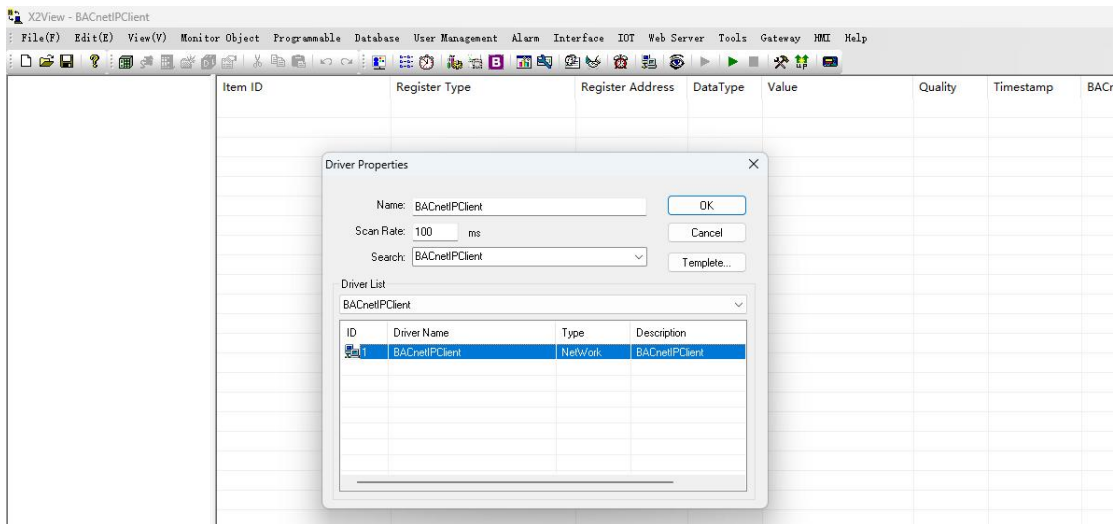 X2View - BACnetIPClient
File(F) Edit(E) View(V) Monitor Object Programmable Database User Management Alarm Interface IOT Web Server Tools Gateway HMI Help
Item ID Register Type Register Address DataType Value Quality Timestamp BACr
Driver Properties
Name: BACnetIPClient OK
Scan Rate: 100 ms Cancel
Search: BACnetIPClient Templete...
Driver List
BACnetIPClient
ID Driver Name Type Description
1 BACnetIPClient NetWork BACnetIPClient